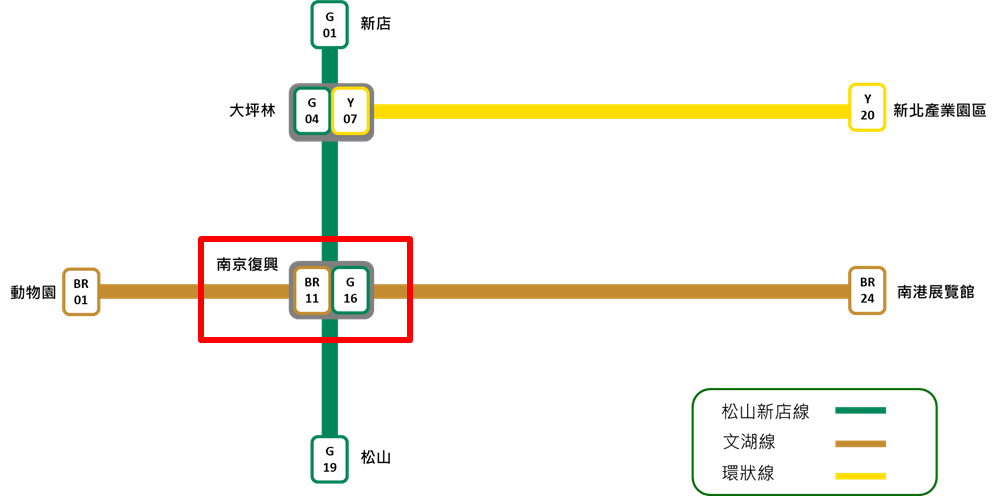 G
01
新店
大坪林
G
04
Y
07
Y
20
新北產業園區
南京復興
動物園
BR
01
BR
11
G
16
BR
24
南港展覽館
G
19
松山
松山新店線
文湖線
環狀線